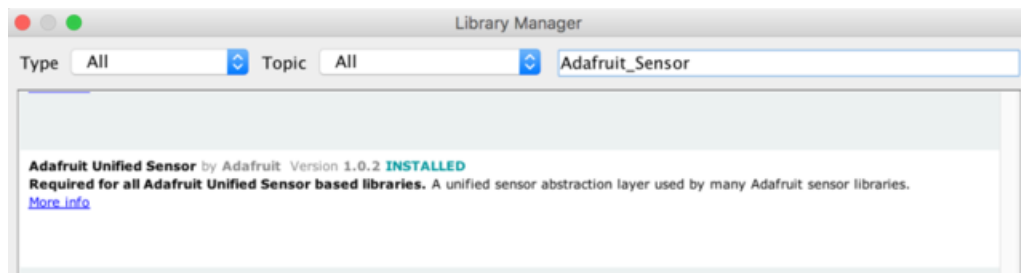 Library Manager
Type All Topic All Adafruit_Sensor
Adafruit Unified Sensor by Adafruit Version 1.0.2 INSTALLED
Required for all Adafruit Unified Sensor based libraries. A unified sensor abstraction layer used by many Adafruit sensor libraries.
More info